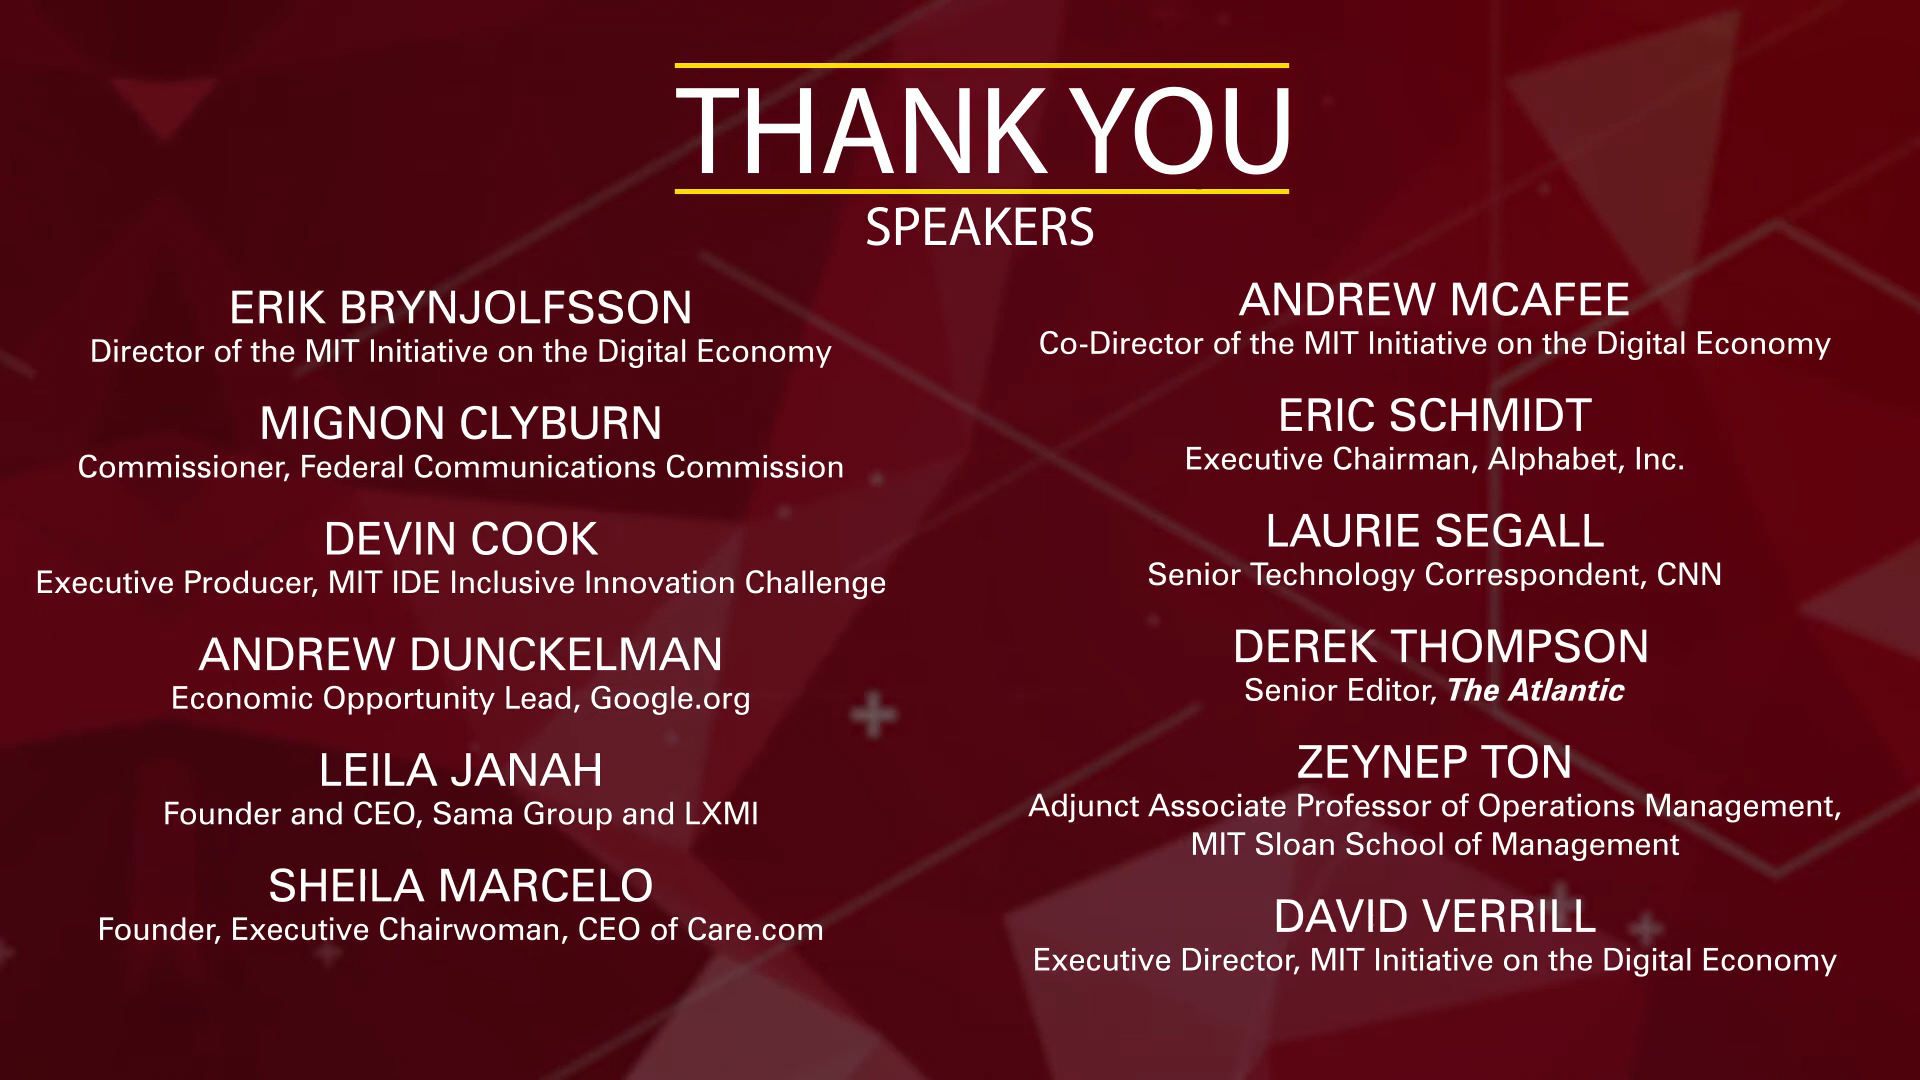 THANK YOU
SPEAKERS
ERIK BRYNJOLFSSON
Director of the MIT Initiative on the Digital Economy
MIGNON CLYBURN
Commissioner, Federal Communications Commission
DEVIN COOK
Executive Producer, MIT IDE Inclusive Innovation Challenge
ANDREW DUNCKELMAN
Economic Opportunity Lead, Google.org
LEILA JANAH
Founder and CEO, Sama Group and LXMI
SHEILA MARCELO
Founder, Executive Chairwoman, CEO of Care.com
ANDREW MCAFEE
Co-Director of the MIT Initiative on the Digital Economy
ERIC SCHMIDT
Executive Chairman, Alphabet, Inc.
LAURIE SEGALL
Senior Technology Correspondent, CNN
DEREK THOMPSON
Senior Editor, The Atlantic
ZEYNEP TON
Adjunct Associate Professor of Operations Management,
MIT Sloan School of Management
DAVID VERRILL
Executive Director, MIT Initiative on the Digital Economy